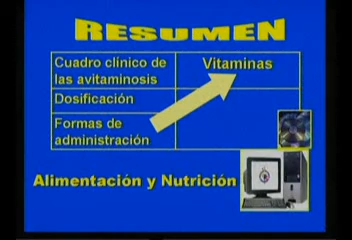 RESUMEN
Cuadro clínico de
las avitaminosis
Vitaminas
Dosificación
Formas de
administración
Alimentación y Nutrición